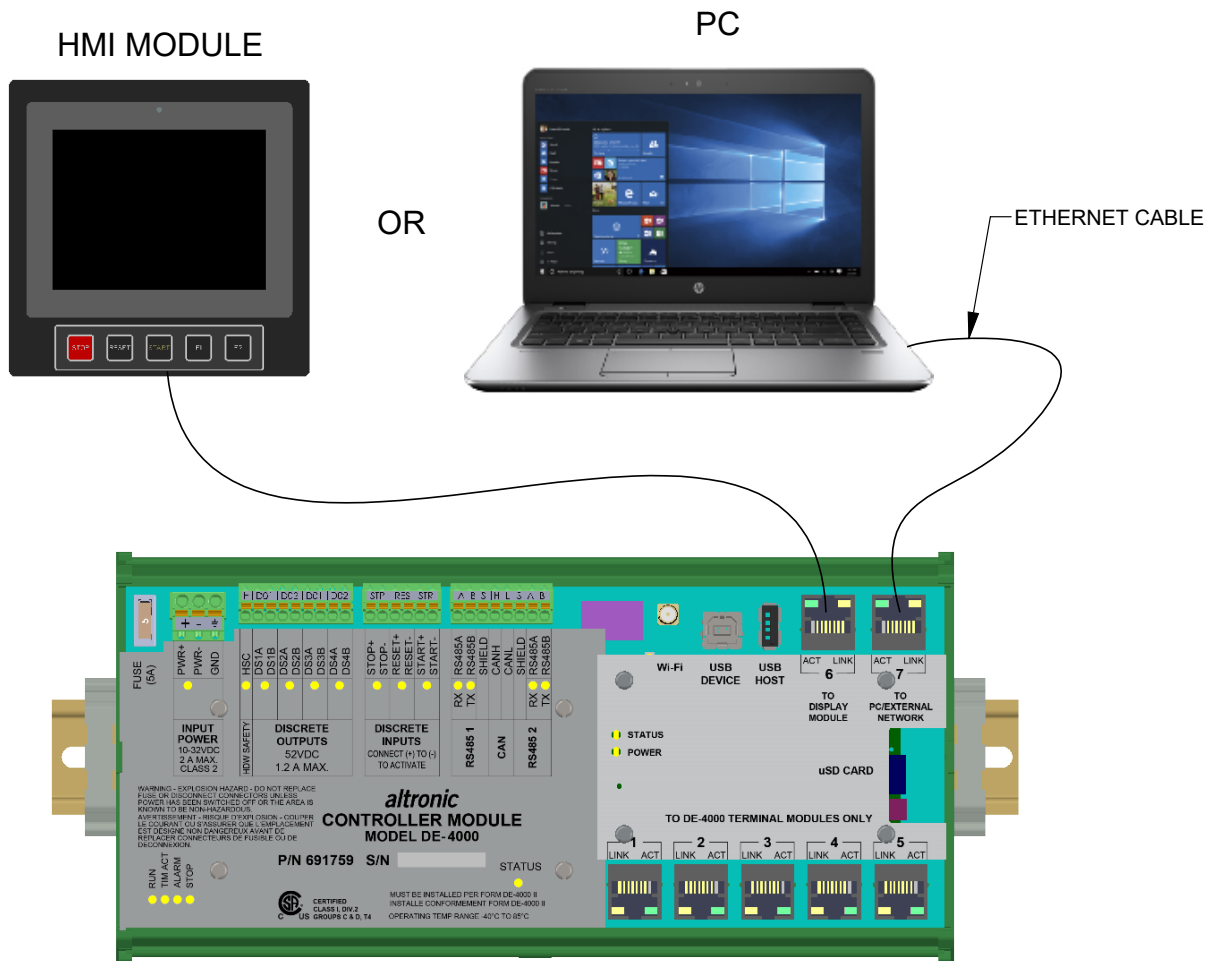 HMI MODULE
PC
OR
ETHERNET CABLE
STOP
RESET
START
F1
F2
H DO1 DO2 DO1 DO2
STP RES STR
A B S H L S A B
5
+ -
FUSE
(5A)
PWR+
PWR-
GND
HSC
DS1A
DS1B
DS2A
DS2B
DS3A
DS3B
DS4A
DS4B
STOP+
STOP-
RESET+
RESET-
START+
START-
RX RS485A
TX RS485B
SHIELD
CANH
CANL
SHIELD
RX RS485A
TX RS485B
INPUT
POWER
10-32VDC
2 A MAX.
CLASS 2
HDW SAFETY
DISCRETE
OUTPUTS
52VDC
1.2 A MAX.
DISCRETE
INPUTS
CONNECT (+) TO (-)
TO ACTIVATE
RS485 1
CAN
RS485 2
Wi-Fi
USB
DEVICE
USB
HOST
ACT LINK
6
TO
DISPLAY
MODULE
ACT LINK
7
TO
PC/EXTERNAL
NETWORK
STATUS
POWER
uSD CARD
WARNING - EXPLOSION HAZARD - DO NOT REPLACE
FUSE OR DISCONNECT CONNECTORS UNLESS
POWER HAS BEEN SWITCHED OFF OR THE AREA IS
KNOWN TO BE NON-HAZARDOUS.
AVERTISSEMENT - RISQUE D'EXPLOSION - COUPER
LE COURANT OU S'ASSURER QUE L'EMPLACEMENT
EST DESIGNE NON DANGEREUX AVANT DE
REPLACER CONNECTEURS DE FUSIBLE OU DE
DECONNEXION.
altronic
CONTROLLER MODULE
MODEL DE-4000
P/N 691759 S/N
STATUS
RUN
TIM ACT
ALARM
STOP
C US
CERTIFIED
CLASS I, DIV.2
GROUPS C & D, T4
MUST BE INSTALLED PER FORM DE-4000 II
INSTALLE CONFORMEMENT FORM DE-4000 II
OPERATING TEMP RANGE -40°C TO 85°C
TO DE-4000 TERMINAL MODULES ONLY
1
LINK ACT
2
LINK ACT
3
LINK ACT
4
LINK ACT
5
LINK ACT